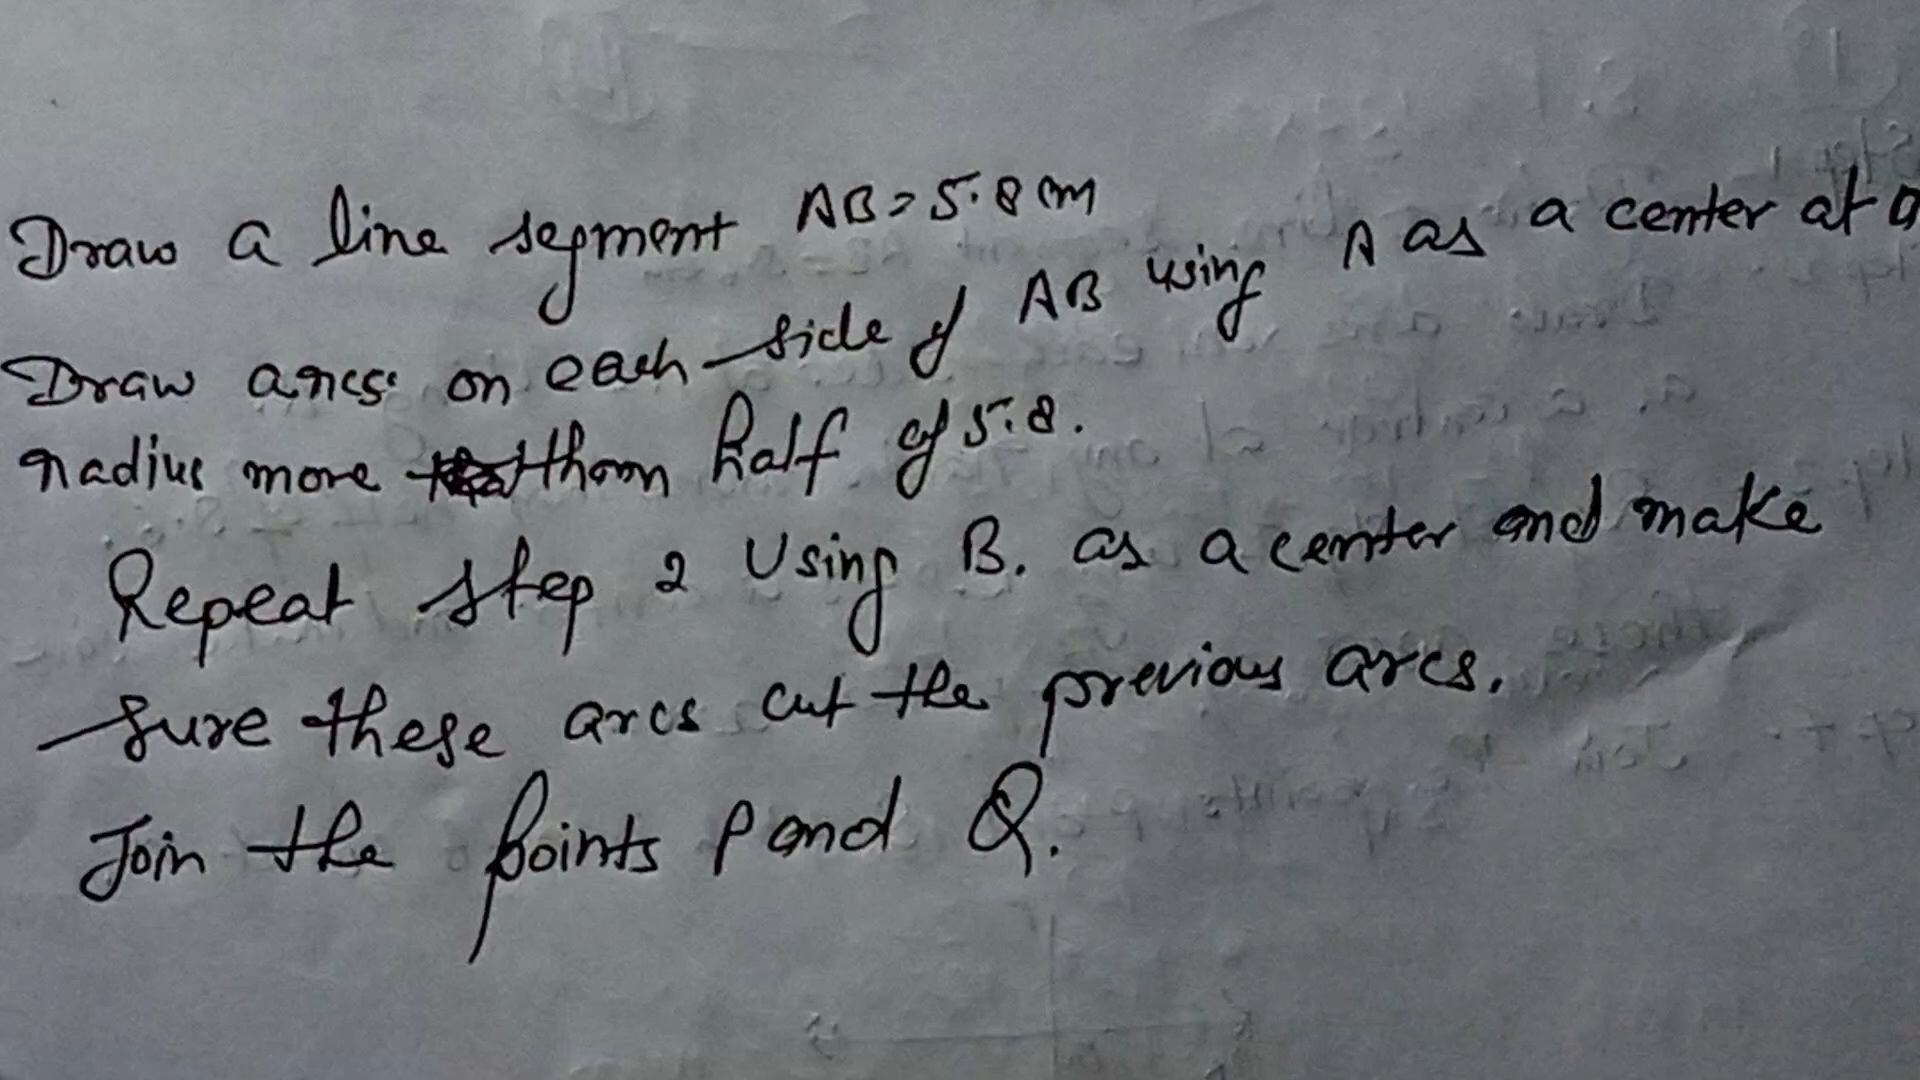 Draw a line segment AB = 5.8 cm
Draw arcs on each side of AB using A as a center at a
radius more than half of 5.8.
Repeat step 2 Using B. as a center and make
sure these arcs cut the previous arcs.
Join the points P and Q.